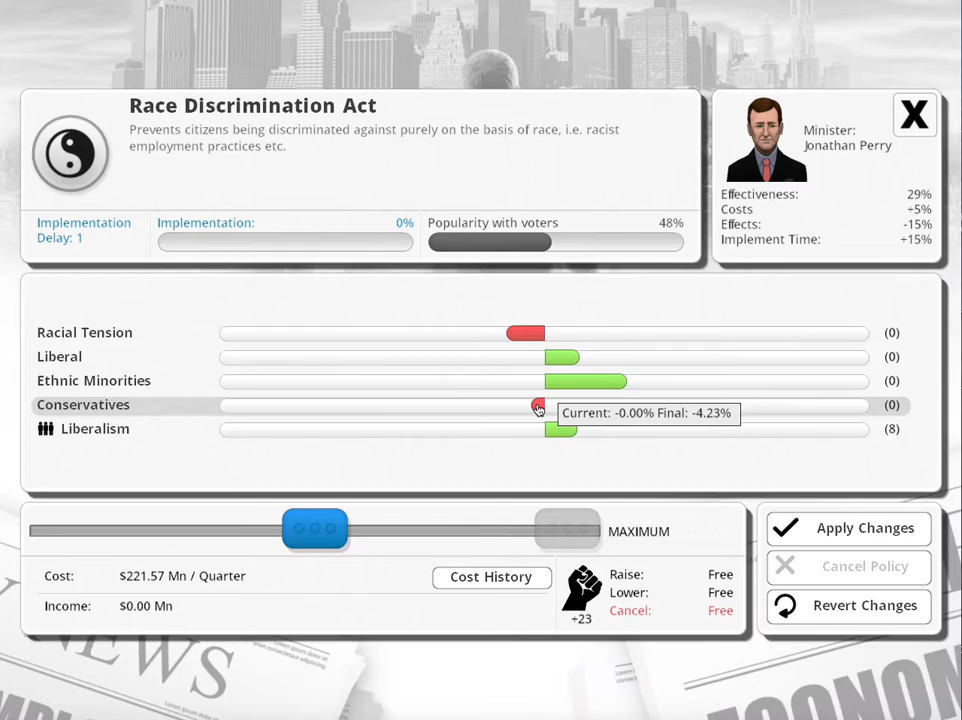 Race Discrimination Act
Prevents citizens being discriminated against purely on the basis of race, i.e. racist
employment practices etc.
Implementation
Delay: 1
Implementation: 0%
Popularity with voters 48%
X
Minister:
Jonathan Perry
Effectiveness: 29%
Costs +5%
Effects: -15%
Implement Time: +15%
Racial Tension (0)
Liberal (0)
Ethnic Minorities (0)
Conservatives (0)
Current: -0.00% Final: -4.23%
Liberalism (8)
MAXIMUM
Cost: $221.57 Mn / Quarter
Income: $0.00 Mn
Cost History
+23
Raise: Free
Lower: Free
Cancel: Free
Apply Changes
Cancel Policy
Revert Changes
NEWS
ECONOM